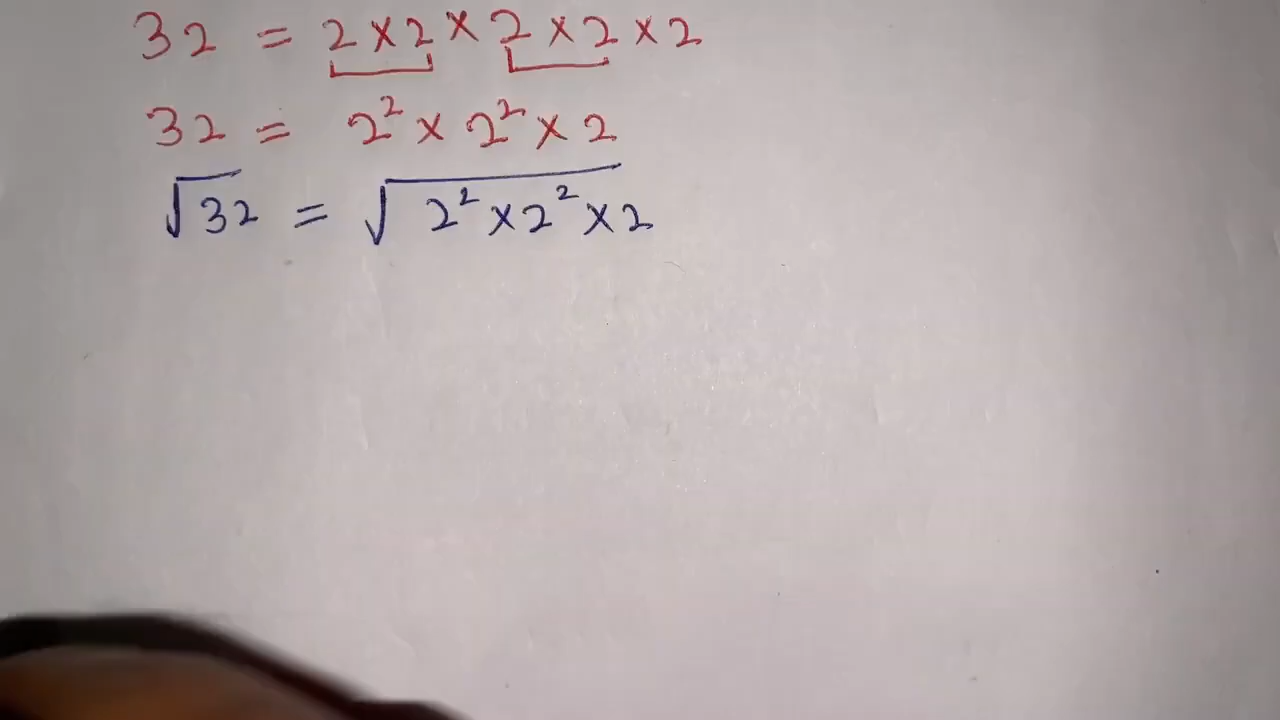 32 = 2 × 2 × 2 × 2 × 2
32 = 2² × 2² × 2
√32 = √2² × 2² × 2